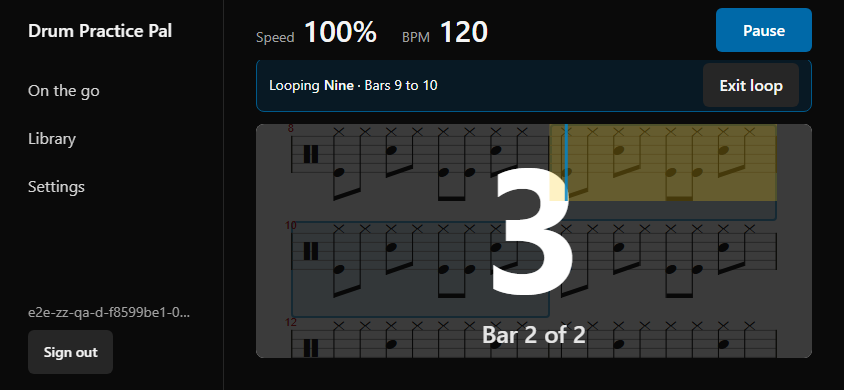 Drum Practice Pal
On the go
Library
Settings
e2e-zz-qa-d-f8599be1-0...
Sign out
Speed 100% BPM 120
Pause
Looping Nine · Bars 9 to 10
Exit loop
8
10
12
3
Bar 2 of 2